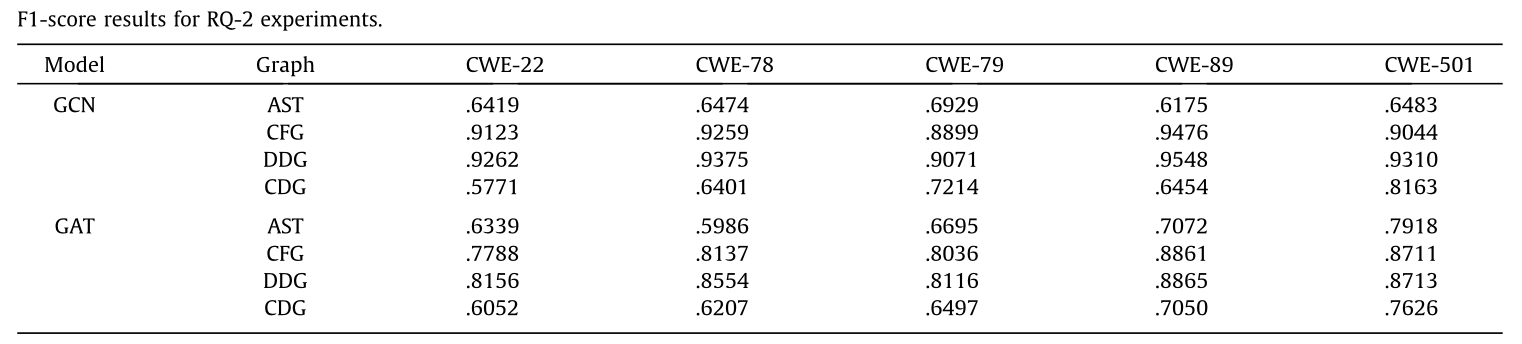 F1-score results for RQ-2 experiments.
Model Graph CWE-22 CWE-78 CWE-79 CWE-89 CWE-501
GCN AST .6419 .6474 .6929 .6175 .6483
CFG .9123 .9259 .8899 .9476 .9044
DDG .9262 .9375 .9071 .9548 .9310
CDG .5771 .6401 .7214 .6454 .8163
GAT AST .6339 .5986 .6695 .7072 .7918
CFG .7788 .8137 .8036 .8861 .8711
DDG .8156 .8554 .8116 .8865 .8713
CDG .6052 .6207 .6497 .7050 .7626